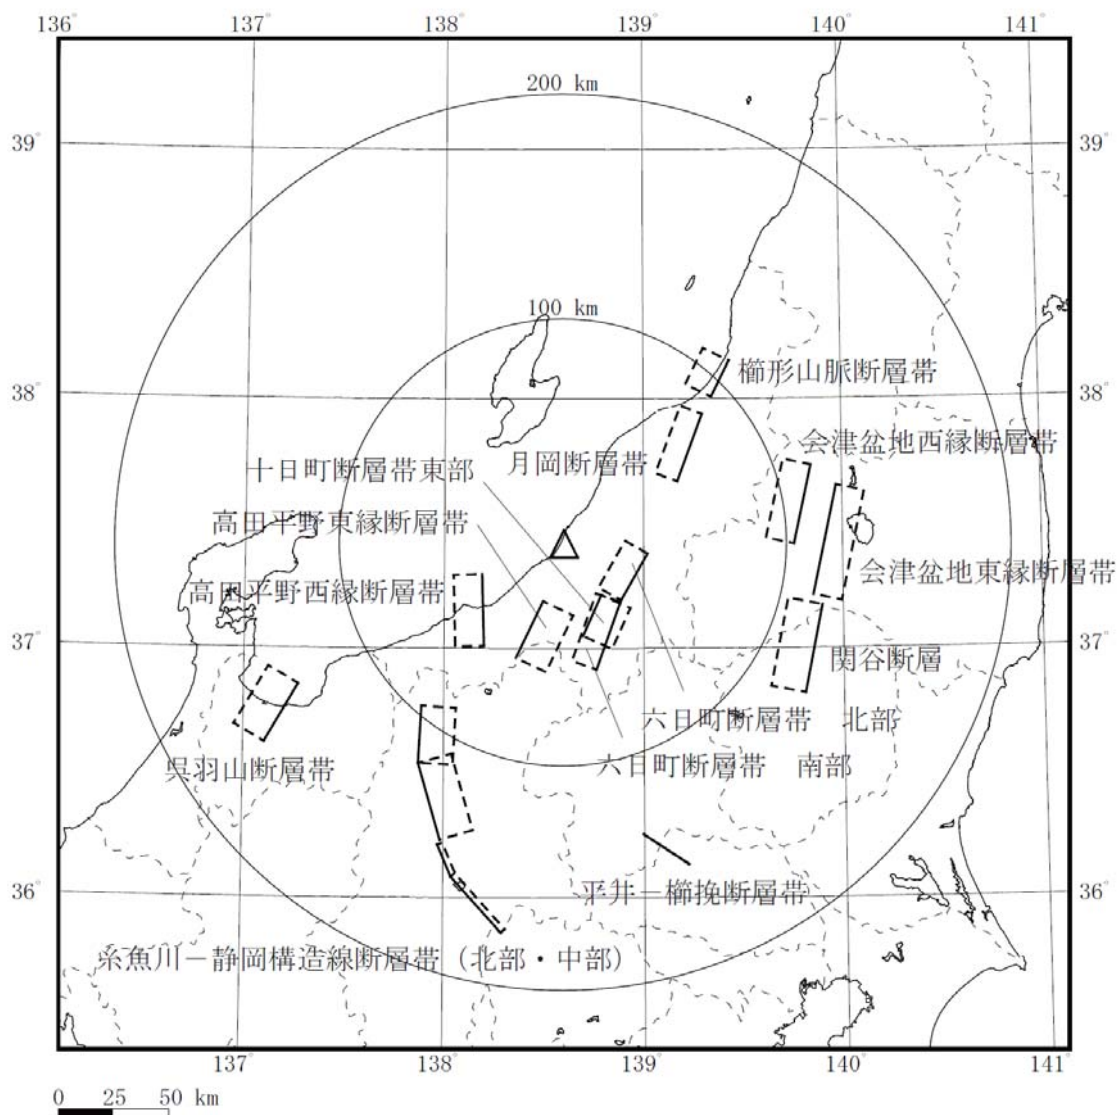 136° 137° 138° 139° 140° 141°
200 km
39° 39°
100 km
櫛形山脈断層帯
38° 38°
会津盆地西縁断層帯
月岡断層帯
十日町断層帯東部
高田平野東縁断層帯
会津盆地東縁断層帯
高田平野西縁断層帯
37° 37°
関谷断層
六日町断層帯 北部
六日町断層帯 南部
呉羽山断層帯
36° 36°
平井－櫛挽断層帯
糸魚川－静岡構造線断層帯（北部・中部）
137° 138° 139° 140° 141°
0 25 50 km